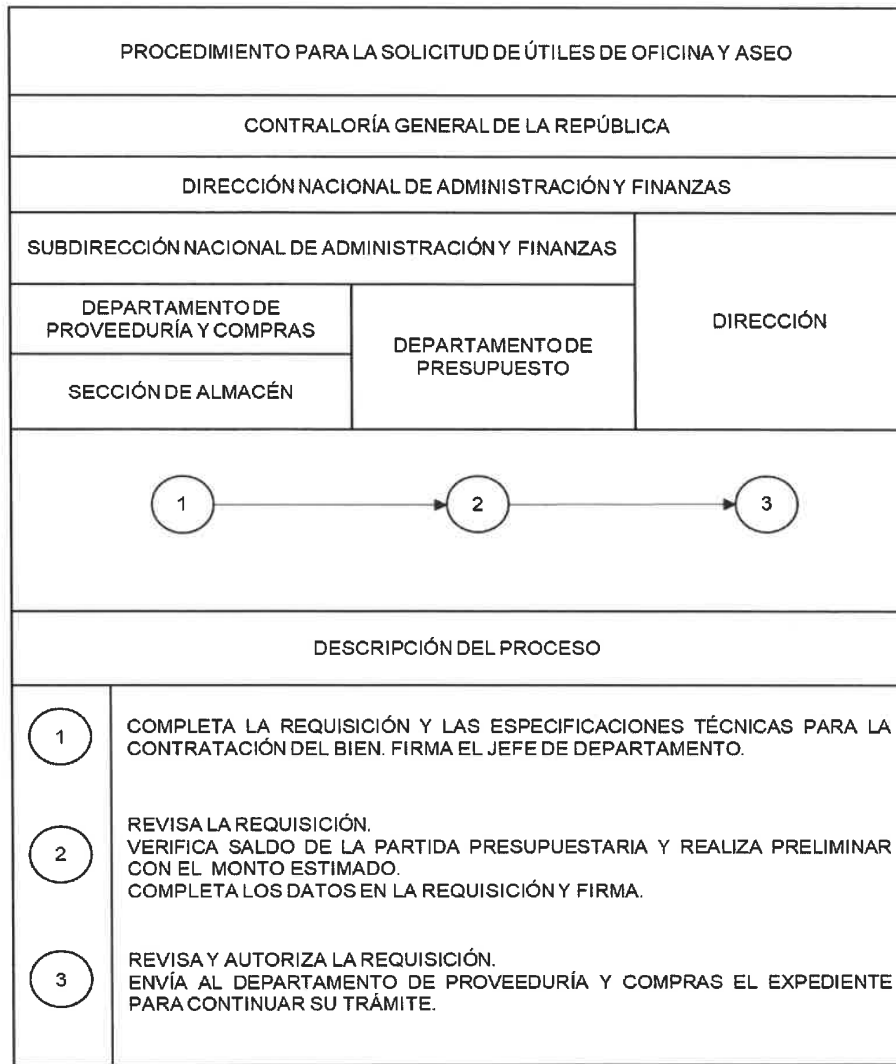 PROCEDIMIENTO PARA LA SOLICITUD DE ÚTILES DE OFICINA Y ASEO
CONTRALORÍA GENERAL DE LA REPÚBLICA
DIRECCIÓN NACIONAL DE ADMINISTRACIÓN Y FINANZAS
SUBDIRECCIÓN NACIONAL DE ADMINISTRACIÓN Y FINANZAS
DEPARTAMENTO DE
PROVEEDURÍA Y COMPRAS
SECCIÓN DE ALMACÉN
DEPARTAMENTO DE
PRESUPUESTO
DIRECCIÓN
1
2
3
DESCRIPCIÓN DEL PROCESO
1
COMPLETA LA REQUISICIÓN Y LAS ESPECIFICACIONES TÉCNICAS PARA LA
CONTRATACIÓN DEL BIEN. FIRMA EL JEFE DE DEPARTAMENTO.
2
REVISA LA REQUISICIÓN.
VERIFICA SALDO DE LA PARTIDA PRESUPUESTARIA Y REALIZA PRELIMINAR
CON EL MONTO ESTIMADO.
COMPLETA LOS DATOS EN LA REQUISICIÓN Y FIRMA.
3
REVISA Y AUTORIZA LA REQUISICIÓN.
ENVÍA AL DEPARTAMENTO DE PROVEEDURÍA Y COMPRAS EL EXPEDIENTE
PARA CONTINUAR SU TRÁMITE.